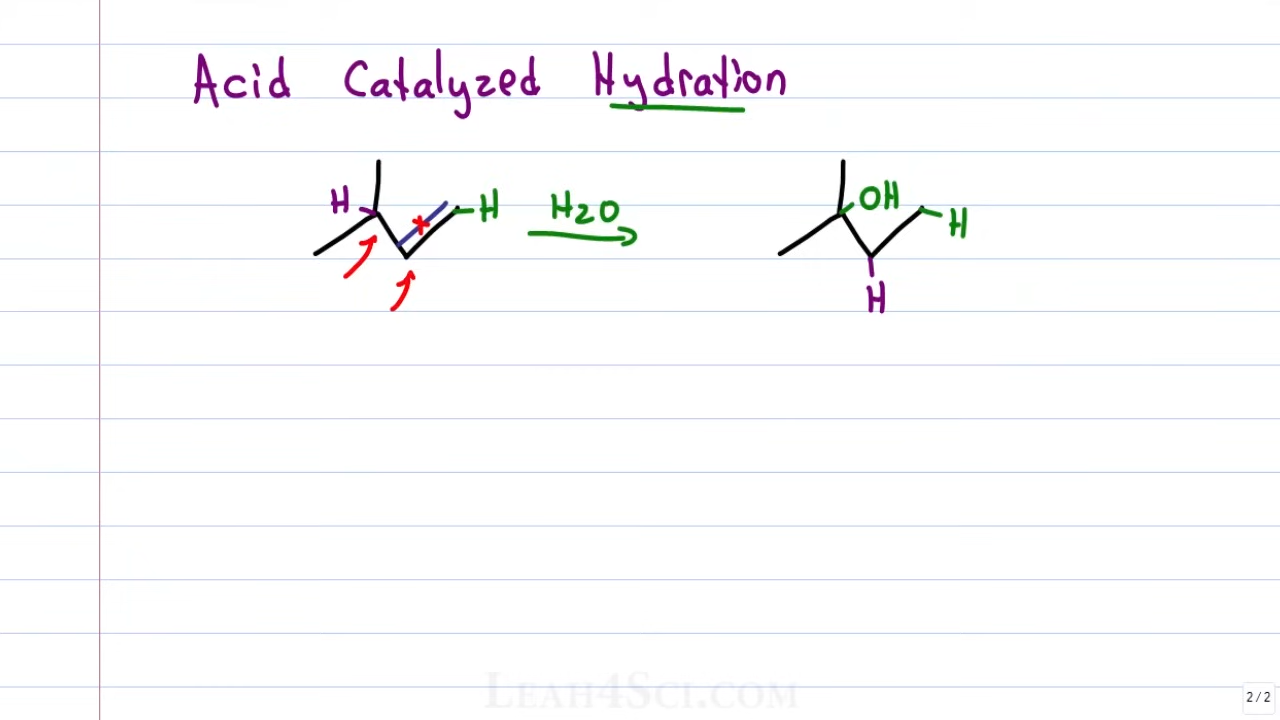 Acid Catalyzed Hydration
H H H2O OH H
H
LEAH4SCI.COM
2/2